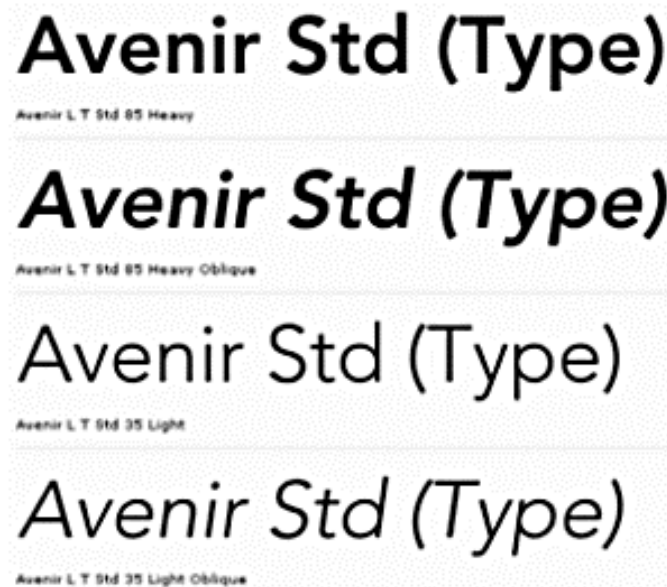 Avenir Std (Type)
Avenir L T Std 85 Heavy
Avenir Std (Type)
Avenir L T Std 85 Heavy Oblique
Avenir Std (Type)
Avenir L T Std 35 Light
Avenir Std (Type)
Avenir L T Std 35 Light Oblique